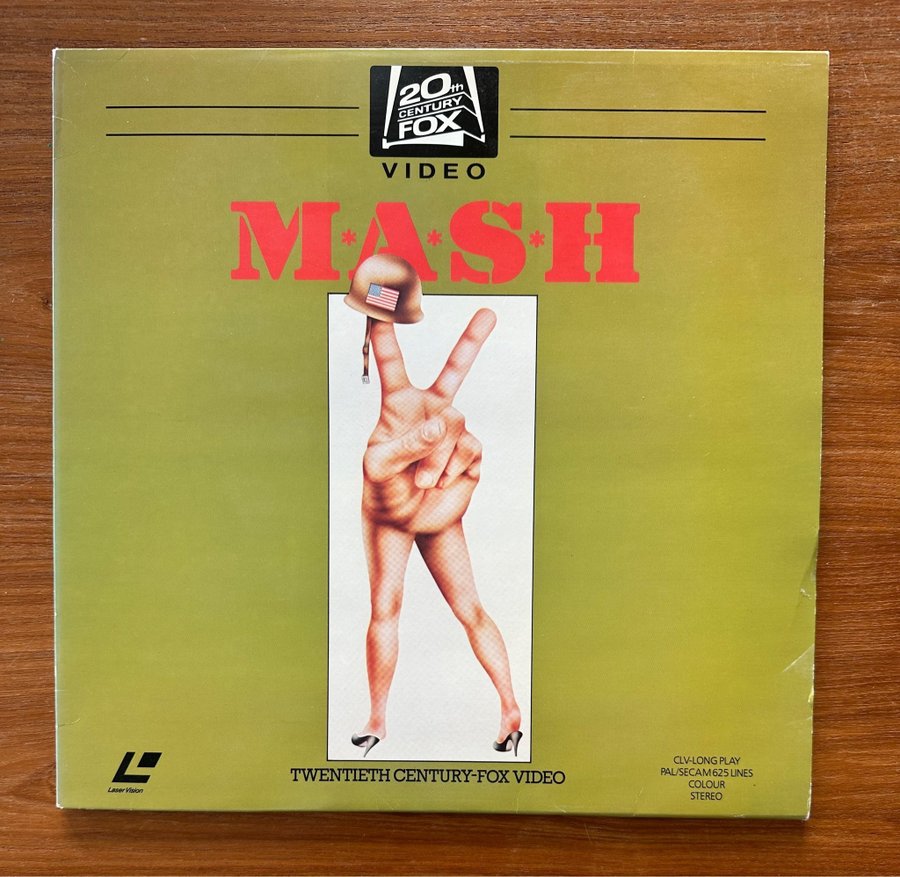 20th
CENTURY
FOX
VIDEO
M*A*S*H
TWENTIETH CENTURY-FOX VIDEO
LaserVision
CLV-LONG PLAY
PAL/SECAM 625 LINES
COLOUR
STEREO